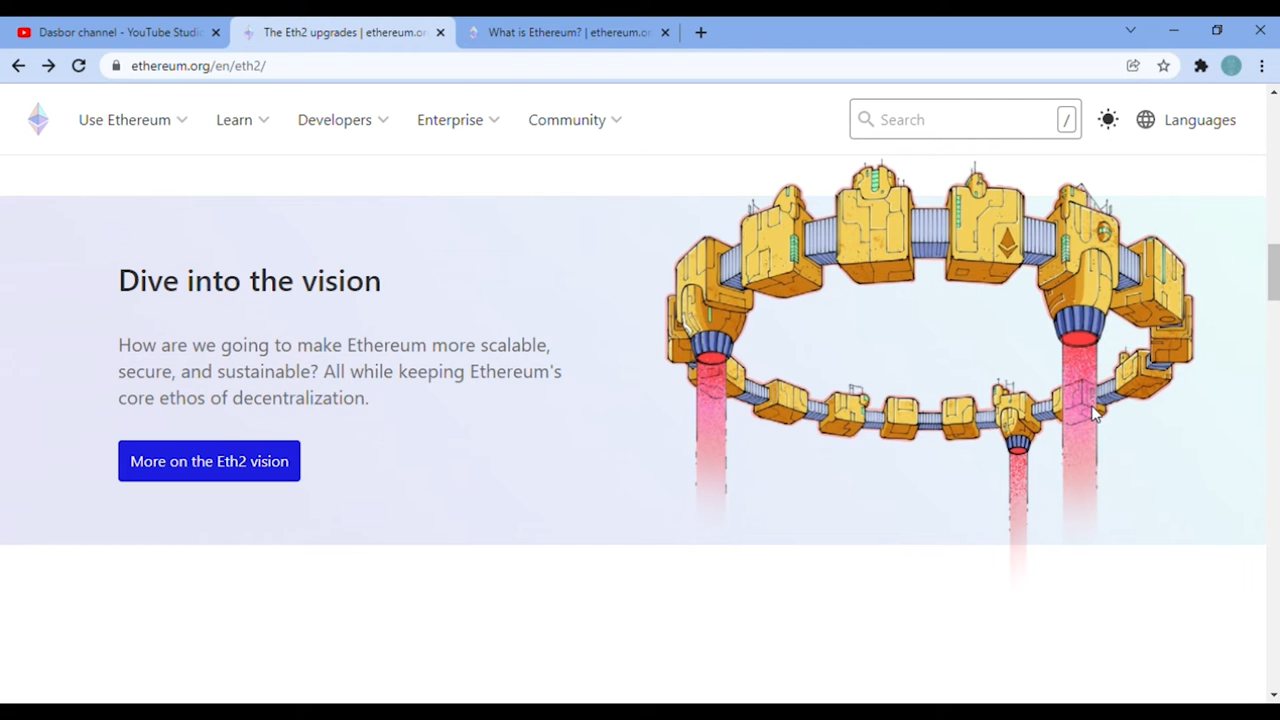 Dasbor channel - YouTube Studio
The Eth2 upgrades | ethereum.or
What is Ethereum? | ethereum.or
ethereum.org/en/eth2/
Use Ethereum
Learn
Developers
Enterprise
Community
Search
/
Languages
Dive into the vision
How are we going to make Ethereum more scalable,
secure, and sustainable? All while keeping Ethereum's
core ethos of decentralization.
More on the Eth2 vision